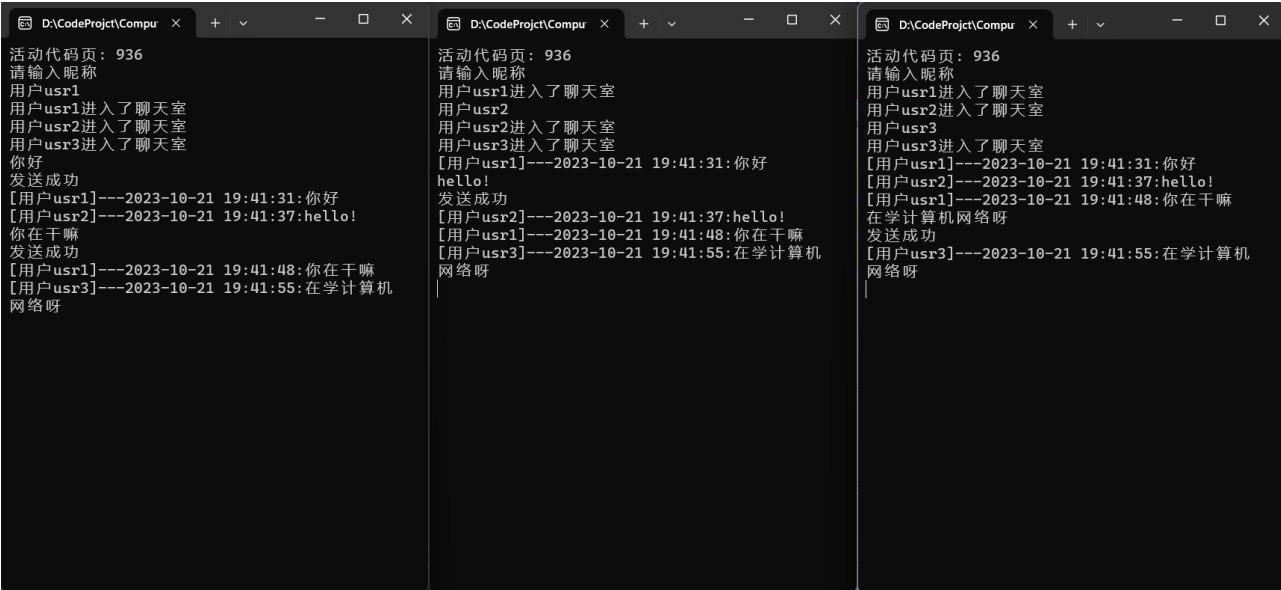 D:\CodeProjct\Compu
活动代码页: 936
请输入昵称
用户usr1
用户usr1进入了聊天室
用户usr2进入了聊天室
用户usr3进入了聊天室
你好
发送成功
[用户usr1]---2023-10-21 19:41:31:你好
[用户usr2]---2023-10-21 19:41:37:hello!
你在干嘛
发送成功
[用户usr1]---2023-10-21 19:41:48:你在干嘛
[用户usr3]---2023-10-21 19:41:55:在学计算机
网络呀
D:\CodeProjct\Compu
活动代码页: 936
请输入昵称
用户usr1进入了聊天室
用户usr2
用户usr2进入了聊天室
用户usr3进入了聊天室
[用户usr1]---2023-10-21 19:41:31:你好
hello!
发送成功
[用户usr2]---2023-10-21 19:41:37:hello!
[用户usr1]---2023-10-21 19:41:48:你在干嘛
[用户usr3]---2023-10-21 19:41:55:在学计算机
网络呀
D:\CodeProjct\Compu
活动代码页: 936
请输入昵称
用户usr1进入了聊天室
用户usr2进入了聊天室
用户usr3
用户usr3进入了聊天室
[用户usr1]---2023-10-21 19:41:31:你好
[用户usr2]---2023-10-21 19:41:37:hello!
[用户usr1]---2023-10-21 19:41:48:你在干嘛
在学计算机网络呀
发送成功
[用户usr3]---2023-10-21 19:41:55:在学计算机
网络呀